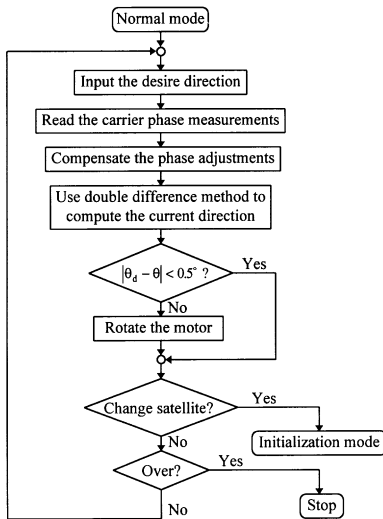 Normal mode
Input the desire direction
Read the carrier phase measurements
Compensate the phase adjustments
Use double difference method to
compute the current direction
|θd − θ| < 0.5° ?
Yes
No
Rotate the motor
Change satellite?
Yes
No
Initialization mode
Over?
Yes
No
Stop